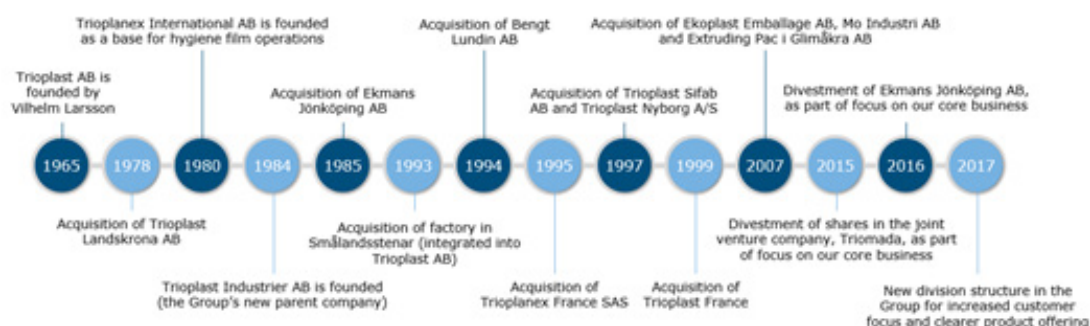 Trioplanex International AB is founded
as a base for hygiene film operations
Acquisition of Bengt
Lundin AB
Acquisition of Ekoplast Emballage AB, Mo Industri AB
and Extruding Pac i Glimåkra AB
Trioplast AB is
founded by
Vilhelm Larsson
Acquisition of Ekmans
Jönköping AB
Acquisition of Trioplast Sifab
AB and Trioplast Nyborg A/S
Divestment of Ekmans Jönköping AB,
as part of focus on our core business
1965 1978 1980 1984 1985 1993 1994 1995 1997 1999 2007 2015 2016 2017
Acquisition of Trioplast
Landskrona AB
Acquisition of factory in
Smålandsstenar (integrated into
Trioplast AB)
Divestment of shares in the joint
venture company, Triomada, as part
of focus on our core business
Trioplast Industrier AB is founded
(the Group's new parent company)
Acquisition of
Trioplanex France SAS
Acquisition of
Trioplast France
New division structure in the
Group for increased customer
focus and clearer product offering